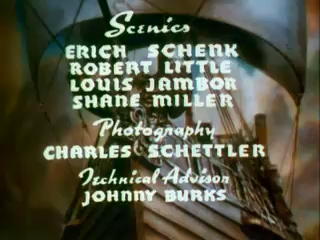 Scenics
ERICH SCHENK
ROBERT LITTLE
LOUIS JAMBOR
SHANE MILLER
Photography
CHARLES SCHETTLER
Technical Advisor
JOHNNY BURKS